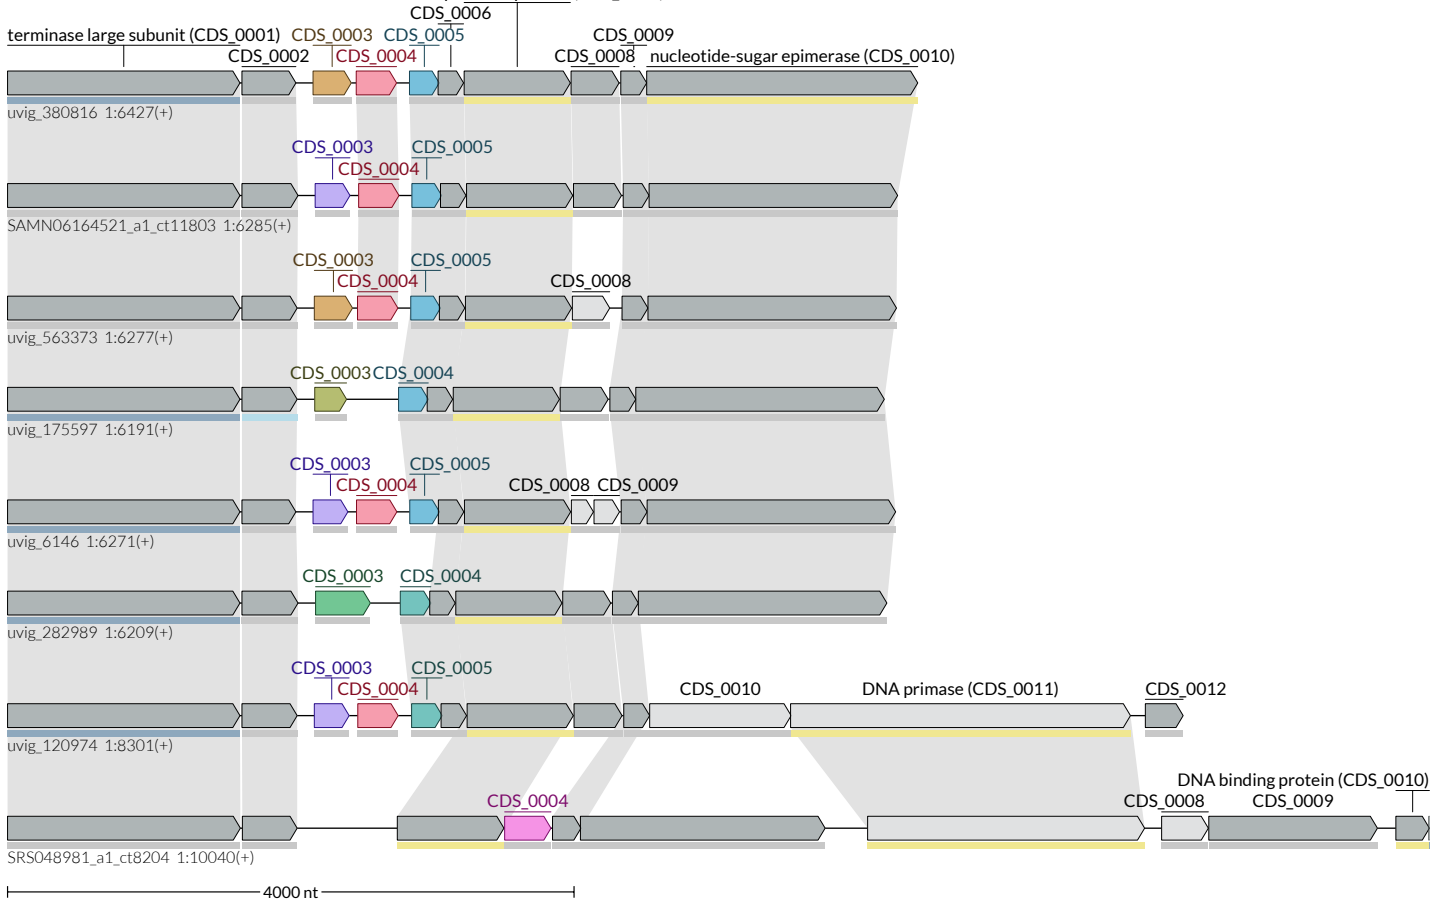 CDS_0006
terminase large subunit (CDS_0001) CDS_0003 CDS_0005 CDS_0009
CDS_0002 CDS_0004 CDS_0008 nucleotide-sugar epimerase (CDS_0010)
uvig_380816 1:6427(+)
CDS_0003 CDS_0005
CDS_0004
SAMN06164521_a1_ct11803 1:6285(+)
CDS_0003 CDS_0005
CDS_0004 CDS_0008
uvig_563373 1:6277(+)
CDS_0003 CDS_0004
uvig_175597 1:6191(+)
CDS_0003 CDS_0005
CDS_0004 CDS_0008 CDS_0009
uvig_6146 1:6271(+)
CDS_0003 CDS_0004
uvig_282989 1:6209(+)
CDS_0003 CDS_0005
CDS_0004 CDS_0010 DNA primase (CDS_0011) CDS_0012
uvig_120974 1:8301(+)
DNA binding protein (CDS_0010)
CDS_0004 CDS_0008 CDS_0009
SRS048981_a1_ct8204 1:10040(+)
4000 nt